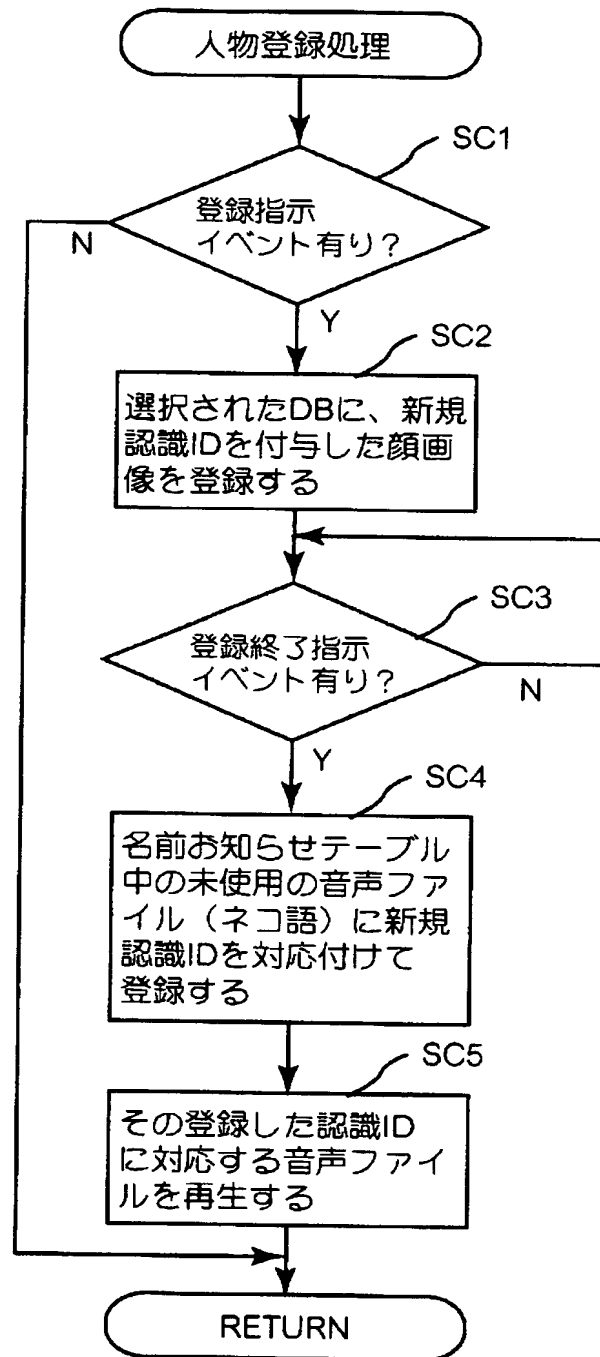 人物登録処理
SC1
登録指示
イベント有り？
N
Y
SC2
選択されたDBに、新規
認識IDを付与した顔画
像を登録する
SC3
登録終了指示
イベント有り？
N
Y
SC4
名前お知らせテーブル
中の未使用の音声ファ
イル（ネコ語）に新規
認識IDを対応付けて
登録する
SC5
その登録した認識ID
に対応する音声ファイ
ルを再生する
RETURN